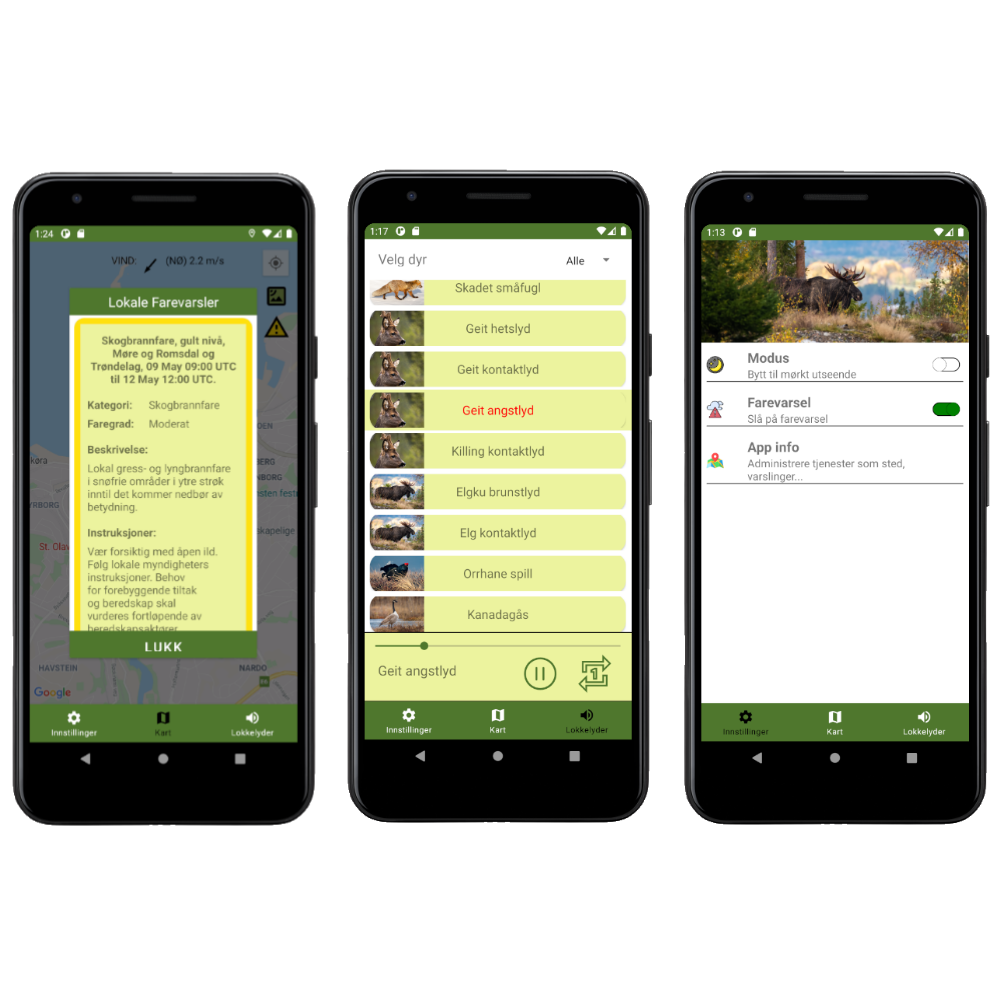 1:24
VIND:
(NØ) 2.2 m/s
Lokale Farevarsler
Skogbrannfare, gult nivå,
Møre og Romsdal og
Trøndelag, 09 May 09:00 UTC
til 12 May 12:00 UTC.
Kategori: Skogbrannfare
Faregrad: Moderat
Beskrivelse:
Lokal gress- og lyngbrannfare
i snøfrie områder i ytre strøk
inntil det kommer nedbør av
betydning.
Instruksjoner:
Vær forsiktig med åpen ild.
Følg lokale myndigheters
instruksjoner. Behov
for forebyggende tiltak
og beredskap skal
vurderes fortløpende av
beredskapsaktører
LUKK
St. Olav
HAVSTEIN
NARDO
Google
Innstillinger
Kart
Lokkelyder
1:17
Velg dyr
Alle
Skadet småfugl
Geit hetslyd
Geit kontaktlyd
Geit angstlyd
Killing kontaktlyd
Elgku brunstlyd
Elg kontaktlyd
Orrhane spill
Kanadagås
Geit angstlyd
1
Innstillinger
Kart
Lokkelyder
1:13
Modus
Bytt til mørkt utseende
Farevarsel
Slå på farevarsel
App info
Administrere tjenester som sted,
varslinger...
Innstillinger
Kart
Lokkelyder